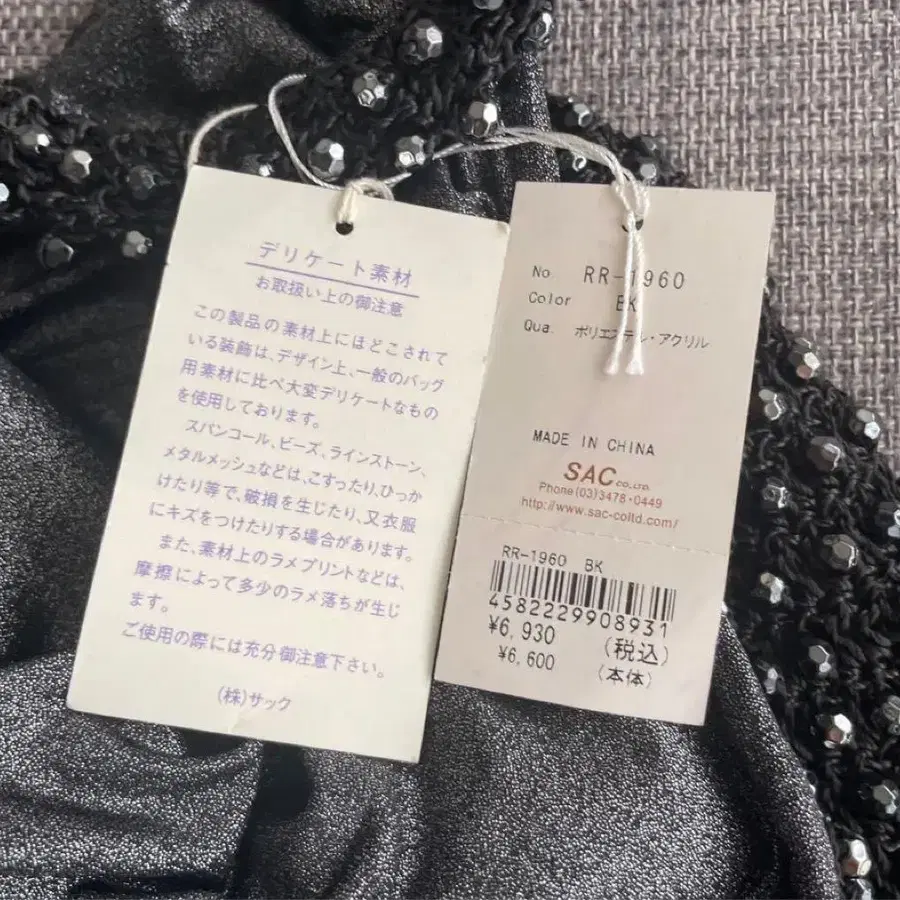 デリケート素材
お取扱い上の御注意
この製品の素材上にほどこされて
いる装飾は、デザイン上、一般のバッグ
用素材に比べ大変デリケートなもの
を使用しております。
スパンコール、ビーズ、ラインストーン、
メタルメッシュなどは、こすったり、ひっか
けたり等で、破損を生じたり、又衣服
にキズをつけたりする場合があります。
また、素材上のラメプリントなどは、
摩擦によって多少のラメ落ちが生じ
ます。
ご使用の際には充分御注意下さい。
(株)サック
No RR-1960
Color BK
Qua. ポリエステル・アクリル
MADE IN CHINA
SAC CO.,LTD.
Phone(03)3478-0449
http://www.sac-coltd.com/
RR-1960 BK
4582229908931
¥6,930 (税込)
¥6,600 (本体)